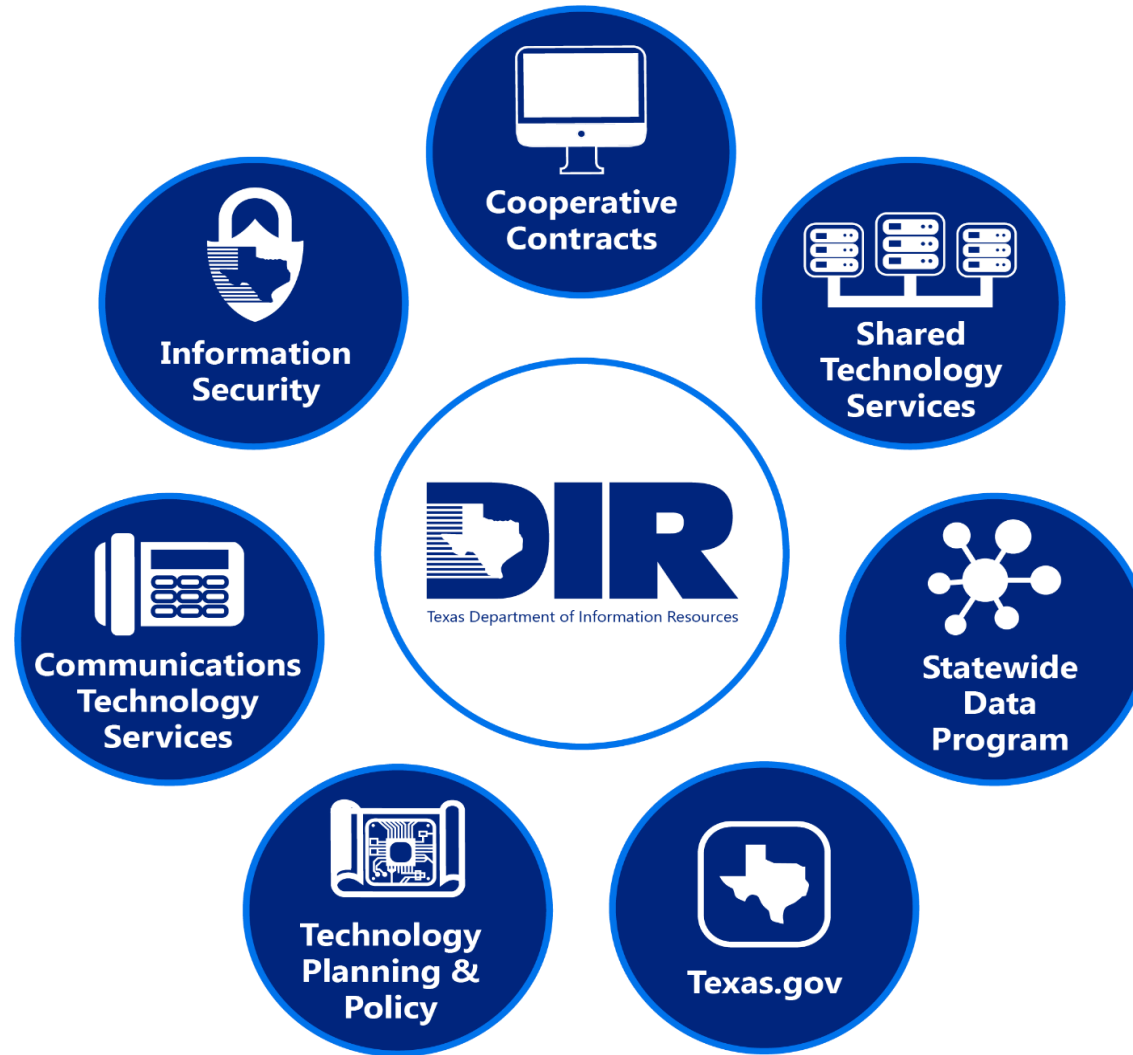 Cooperative
Contracts
Shared
Technology
Services
Statewide
Data
Program
Texas.gov
Technology
Planning &
Policy
Communications
Technology
Services
Information
Security
DIR
Texas Department of Information Resources